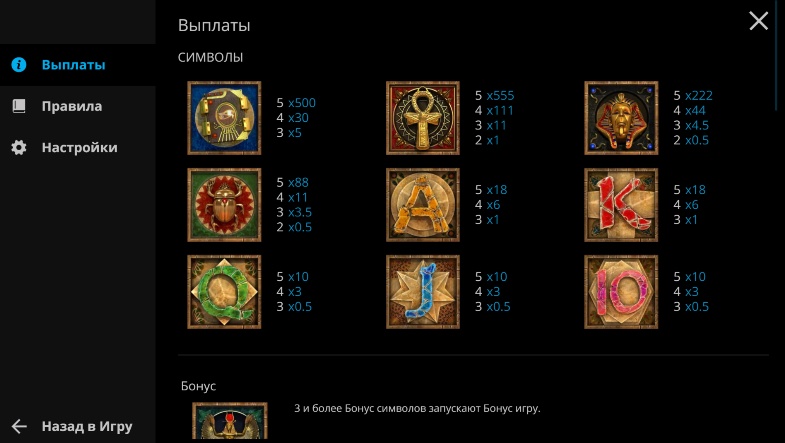 Выплаты
Правила
Настройки
Назад в Игру
Выплаты
СИМВОЛЫ
5 x500
4 x30
3 x5
5 x555
4 x111
3 x11
2 x1
5 x222
4 x44
3 x4.5
2 x0.5
5 x88
4 x11
3 x3.5
2 x0.5
A
5 x18
4 x6
3 x1
K
5 x18
4 x6
3 x1
Q
5 x10
4 x3
3 x0.5
J
5 x10
4 x3
3 x0.5
10
5 x10
4 x3
3 x0.5
Бонус
3 и более Бонус символов запускают Бонус игру.